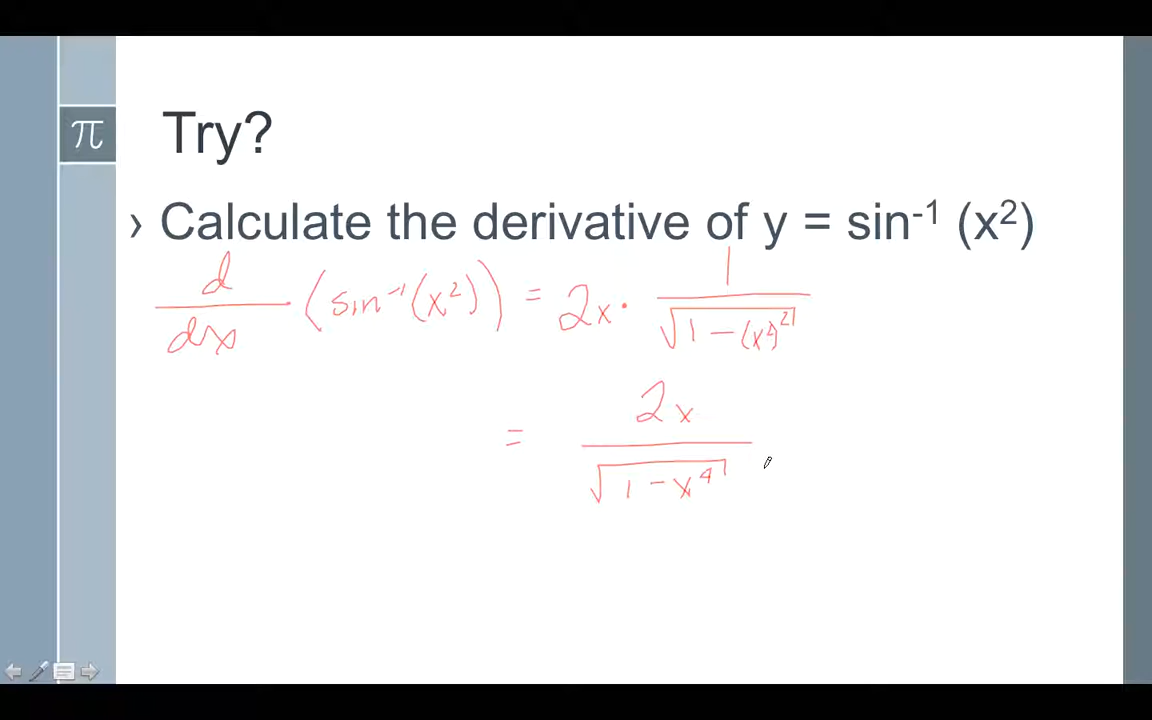 π
Try?
› Calculate the derivative of y = sin⁻¹ (x²)
d/dx (sin⁻¹(x²)) = 2x · 1/√(1 − (x²)²)
= 2x/√(1 − x⁴)